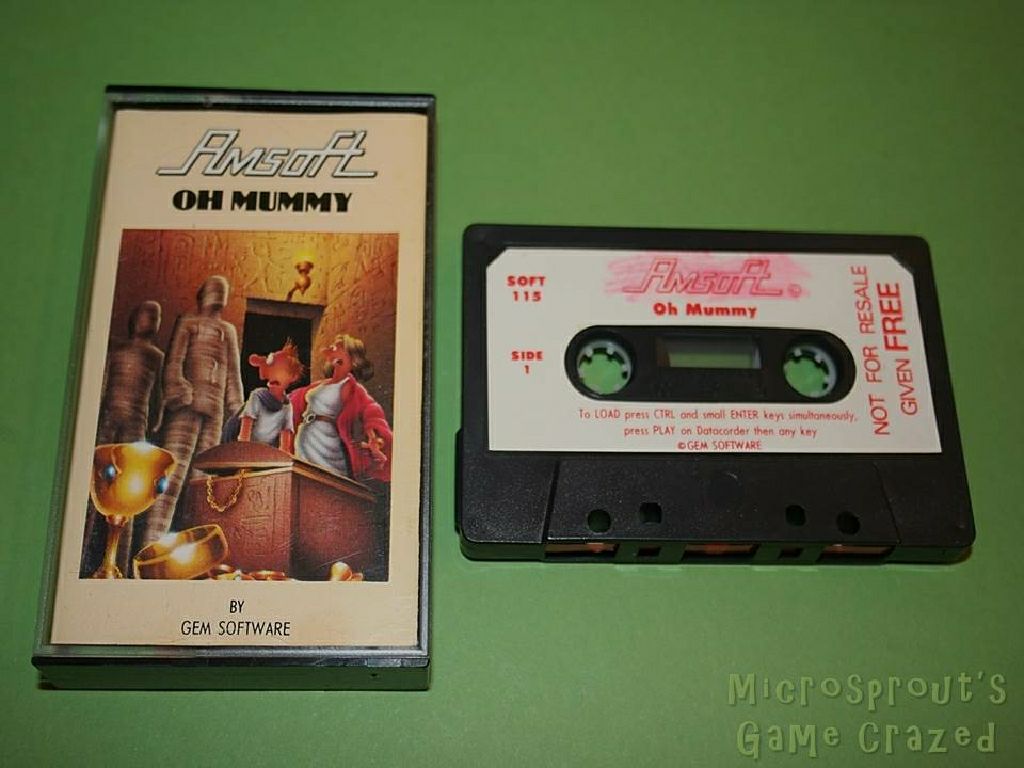 Amsoft
OH MUMMY
BY
GEM SOFTWARE
SOFT
115
Amsoft
Oh Mummy
SIDE
1
To LOAD press CTRL and small ENTER keys simultaneously,
press PLAY on Datacorder then any key
©GEM SOFTWARE
NOT FOR RESALE
GIVEN FREE
Microsprout's
Game Crazed